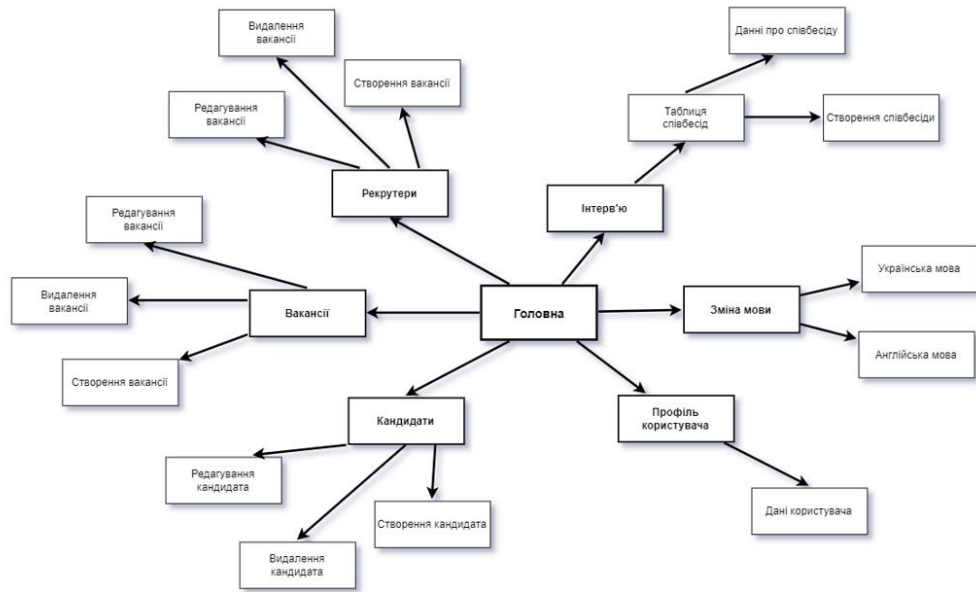 Видалення
вакансії
Данні про співбесіду
Створення вакансії
Редагування
вакансії
Таблиця
співбесід
Створення співбесіди
Рекрутери
Інтерв'ю
Редагування
вакансії
Українська мова
Видалення
вакансії
Вакансії
Головна
Зміна мови
Англійська мова
Створення вакансії
Кандидати
Профіль
користувача
Редагування
кандидата
Створення кандидата
Дані користувача
Видалення
кандидата